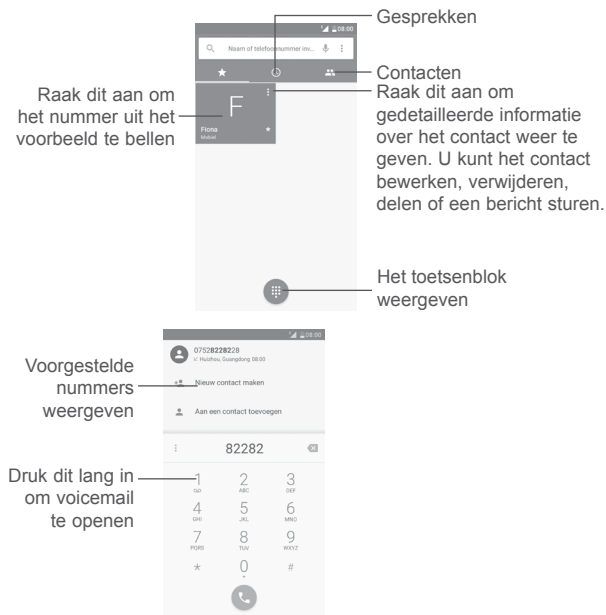 Gesprekken
08:00
Naam of telefoonnummer inv...
Contacten
Raak dit aan om
het nummer uit het
voorbeeld te bellen
F
Fiona
Mobiel
Raak dit aan om
gedetailleerde informatie
over het contact weer te
geven. U kunt het contact
bewerken, verwijderen,
delen of een bericht sturen.
Het toetsenblok
weergeven
08:00
07528228228
Huizhou, Guangdong 08:00
Voorgestelde
nummers
weergeven
Nieuw contact maken
Aan een contact toevoegen
82282
Druk dit lang in
om voicemail
te openen
1 2 3
ABC DEF
4 5 6
GHI JKL MNO
7 8 9
PQRS TUV WXYZ
* 0 #
+